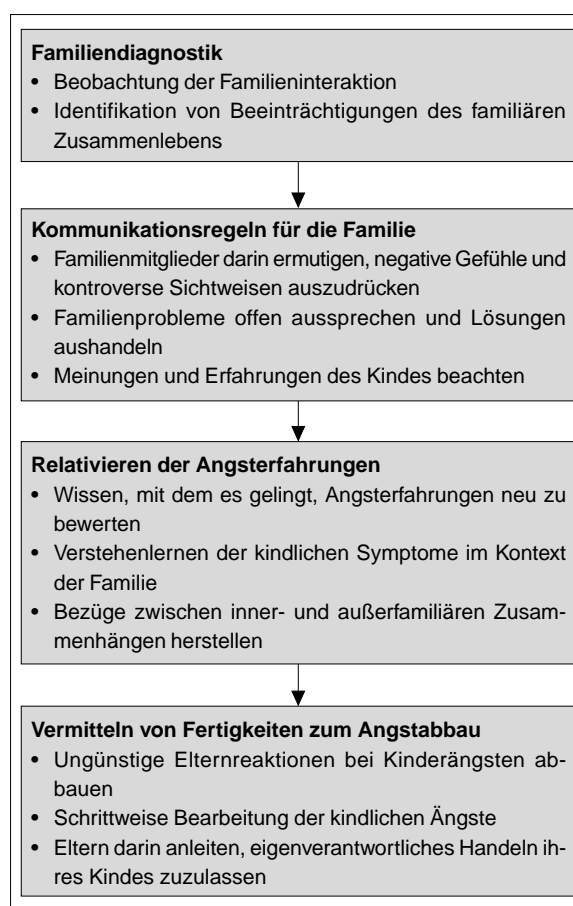 Familiendiagnostik
• Beobachtung der Familieninteraktion
• Identifikation von Beeinträchtigungen des familiären
Zusammenlebens
Kommunikationsregeln für die Familie
• Familienmitglieder darin ermutigen, negative Gefühle und
kontroverse Sichtweisen auszudrücken
• Familienprobleme offen aussprechen und Lösungen
aushandeln
• Meinungen und Erfahrungen des Kindes beachten
Relativieren der Angsterfahrungen
• Wissen, mit dem es gelingt, Angsterfahrungen neu zu
bewerten
• Verstehenlernen der kindlichen Symptome im Kontext
der Familie
• Bezüge zwischen inner- und außerfamiliären Zusam-
menhängen herstellen
Vermitteln von Fertigkeiten zum Angstabbau
• Ungünstige Elternreaktionen bei Kinderängsten ab-
bauen
• Schrittweise Bearbeitung der kindlichen Ängste
• Eltern darin anleiten, eigenverantwortliches Handeln ih-
res Kindes zuzulassen